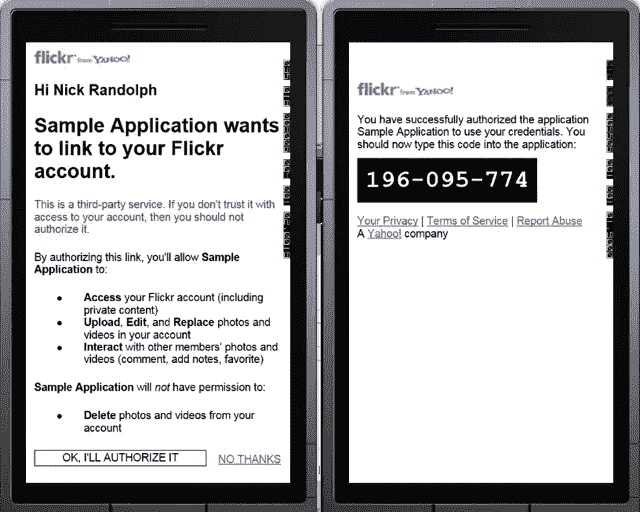 flickr from YAHOO!
Hi Nick Randolph
Sample Application wants
to link to your Flickr
account.
This is a third-party service. If you don't trust it with
access to your account, then you should not
authorize it.
By authorizing this link, you'll allow Sample
Application to:
• Access your Flickr account (including
private content)
• Upload, Edit, and Replace photos and
videos in your account
• Interact with other members' photos and
videos (comment, add notes, favorite)
Sample Application will not have permission to:
• Delete photos and videos from your
account
OK, I'LL AUTHORIZE IT NO THANKS
flickr from YAHOO!
You have successfully authorized the application
Sample Application to use your credentials. You
should now type this code into the application:
196-095-774
Your Privacy | Terms of Service | Report Abuse
A Yahoo! company